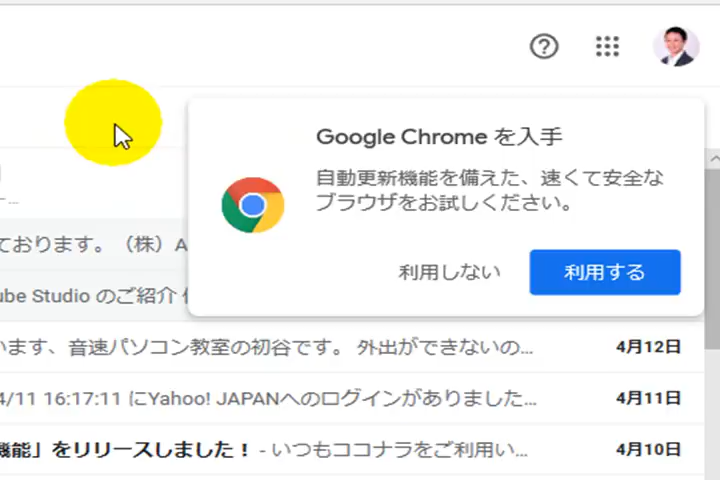 Google Chrome を入手
自動更新機能を備えた、速くて安全な
ブラウザをお試しください。
利用しない
利用する
ております。（株）A
ube Studio のご紹介
います、音速パソコン教室の初谷です。 外出ができないの...
4月12日
4/11 16:17:11 にYahoo! JAPANへのログインがありました...
4月11日
機能」をリリースしました！ - いつもココナラをご利用い...
4月10日